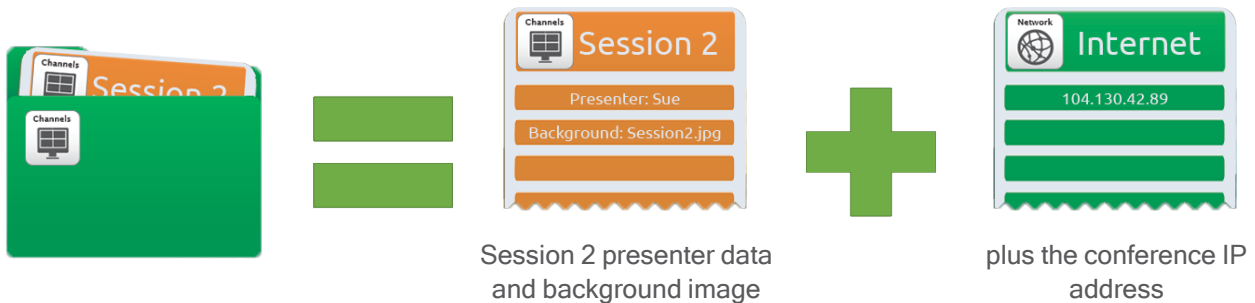 Channels
Session 2
Channels
Channels
Session 2
Presenter: Sue
Background: Session2.jpg
Session 2 presenter data
and background image
Network
Internet
104.130.42.89
plus the conference IP
address